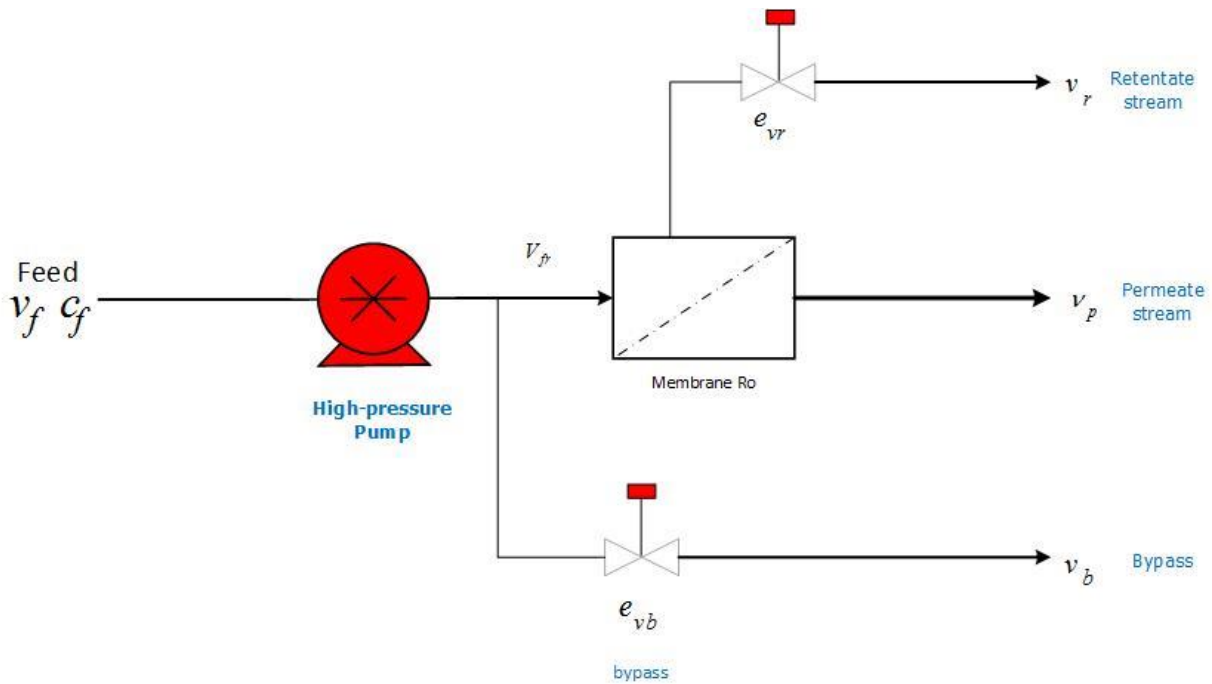 v_r Retentate
stream
e_vr
Feed
v_f c_f
V_fr
v_p Permeate
stream
Membrane Ro
High-pressure
Pump
v_b Bypass
e_vb
bypass